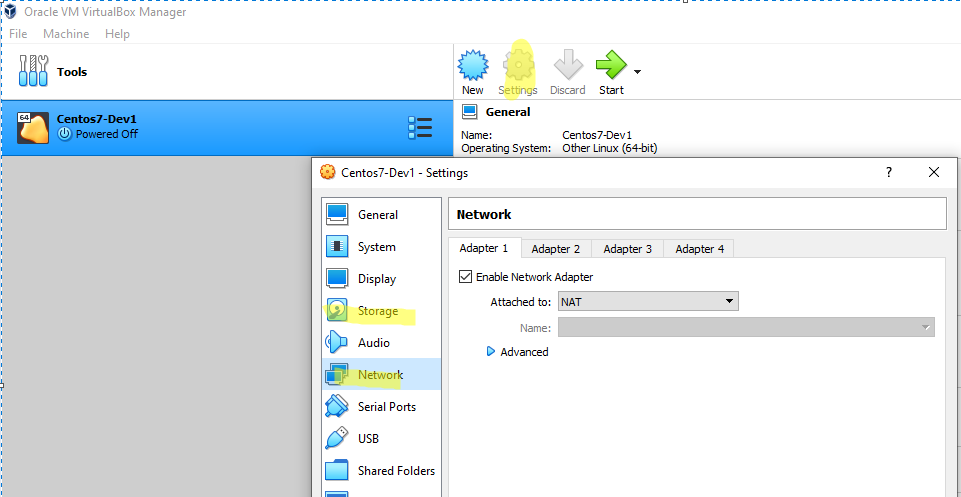 Oracle VM VirtualBox Manager
File Machine Help
Tools
New Settings Discard Start
64
Centos7-Dev1
Powered Off
General
Name: Centos7-Dev1
Operating System: Other Linux (64-bit)
Centos7-Dev1 - Settings ?
General
System
Display
Storage
Audio
Network
Serial Ports
USB
Shared Folders
Network
Adapter 1 Adapter 2 Adapter 3 Adapter 4
Enable Network Adapter
Attached to: NAT
Name:
Advanced